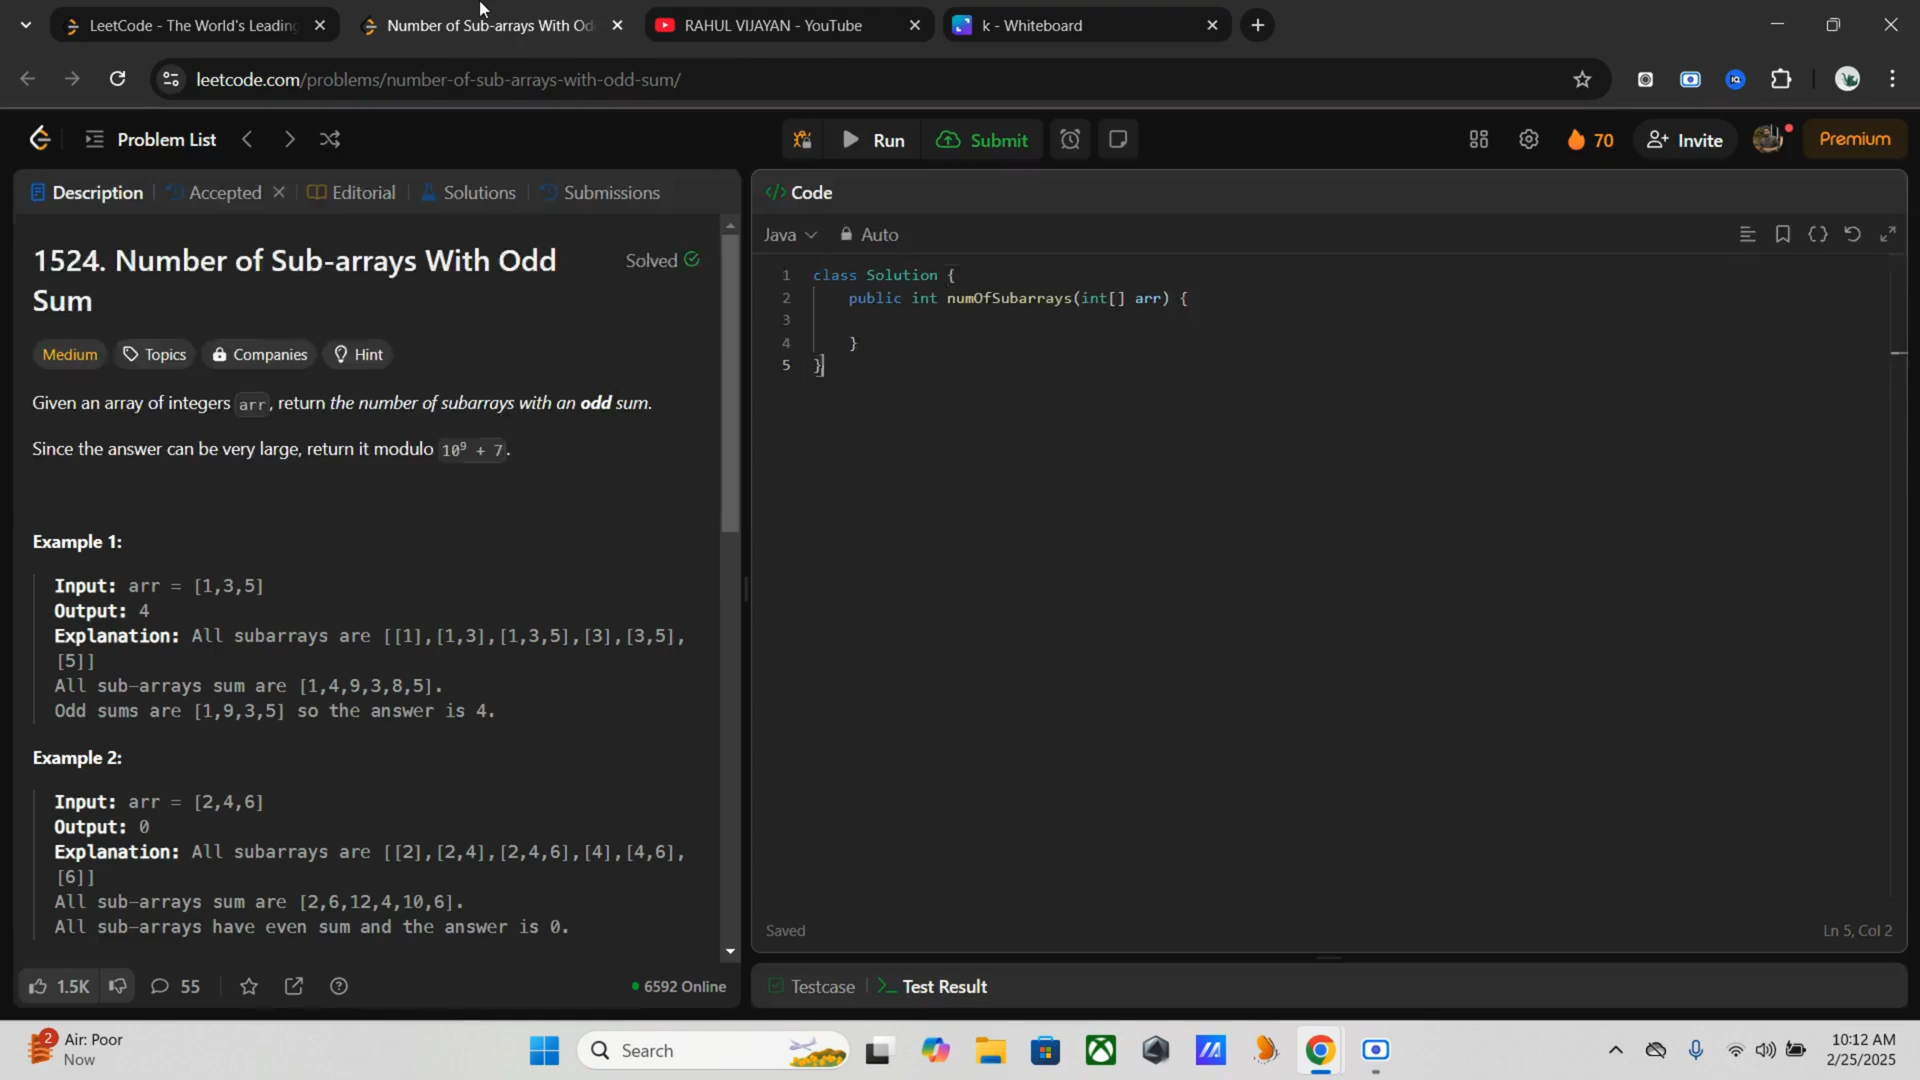 LeetCode - The World's Leading
Number of Sub-arrays With Od
RAHUL VIJAYAN - YouTube
k - Whiteboard
leetcode.com/problems/number-of-sub-arrays-with-odd-sum/
Problem List
Run
Submit
70
Invite
Premium
Description
Accepted
Editorial
Solutions
Submissions
1524. Number of Sub-arrays With Odd
Sum
Solved
Medium
Topics
Companies
Hint
Given an array of integers arr, return the number of subarrays with an odd sum.
Since the answer can be very large, return it modulo 10⁹ + 7.
Example 1:
Input: arr = [1,3,5]
Output: 4
Explanation: All subarrays are [[1],[1,3],[1,3,5],[3],[3,5],
[5]]
All sub-arrays sum are [1,4,9,3,8,5].
Odd sums are [1,9,3,5] so the answer is 4.
Example 2:
Input: arr = [2,4,6]
Output: 0
Explanation: All subarrays are [[2],[2,4],[2,4,6],[4],[4,6],
[6]]
All sub-arrays sum are [2,6,12,4,10,6].
All sub-arrays have even sum and the answer is 0.
1.5K
55
6592 Online
</> Code
Java
Auto
1 class Solution {
2 public int numOfSubarrays(int[] arr) {
3
4 }
5 }
Saved
Ln 5, Col 2
Testcase
Test Result
2
Air: Poor
Now
Search
10:12 AM
2/25/2025